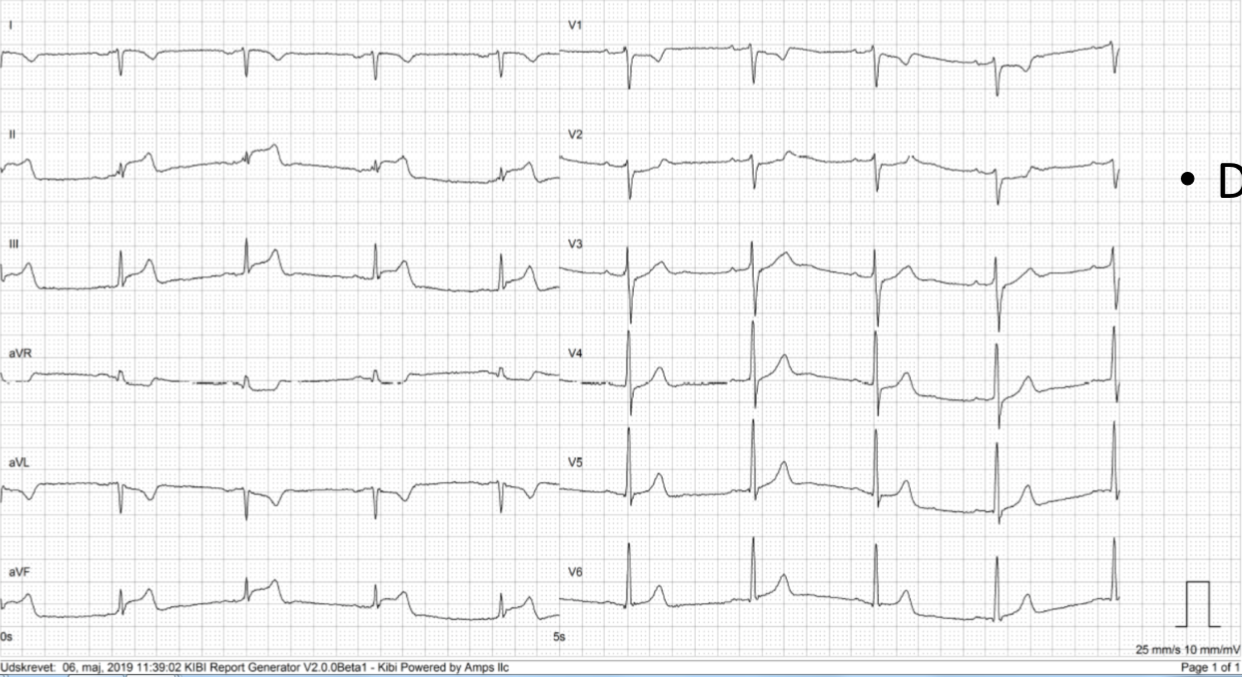 I V1
II V2
• D
III V3
aVR V4
aVL V5
aVF V6
0s 5s
25 mm/s 10 mm/mV
Udskrevet: 06, maj, 2019 11:39:02 KIBI Report Generator V2.0.0Beta1 - Kibi Powered by Amps llc Page 1 of 1